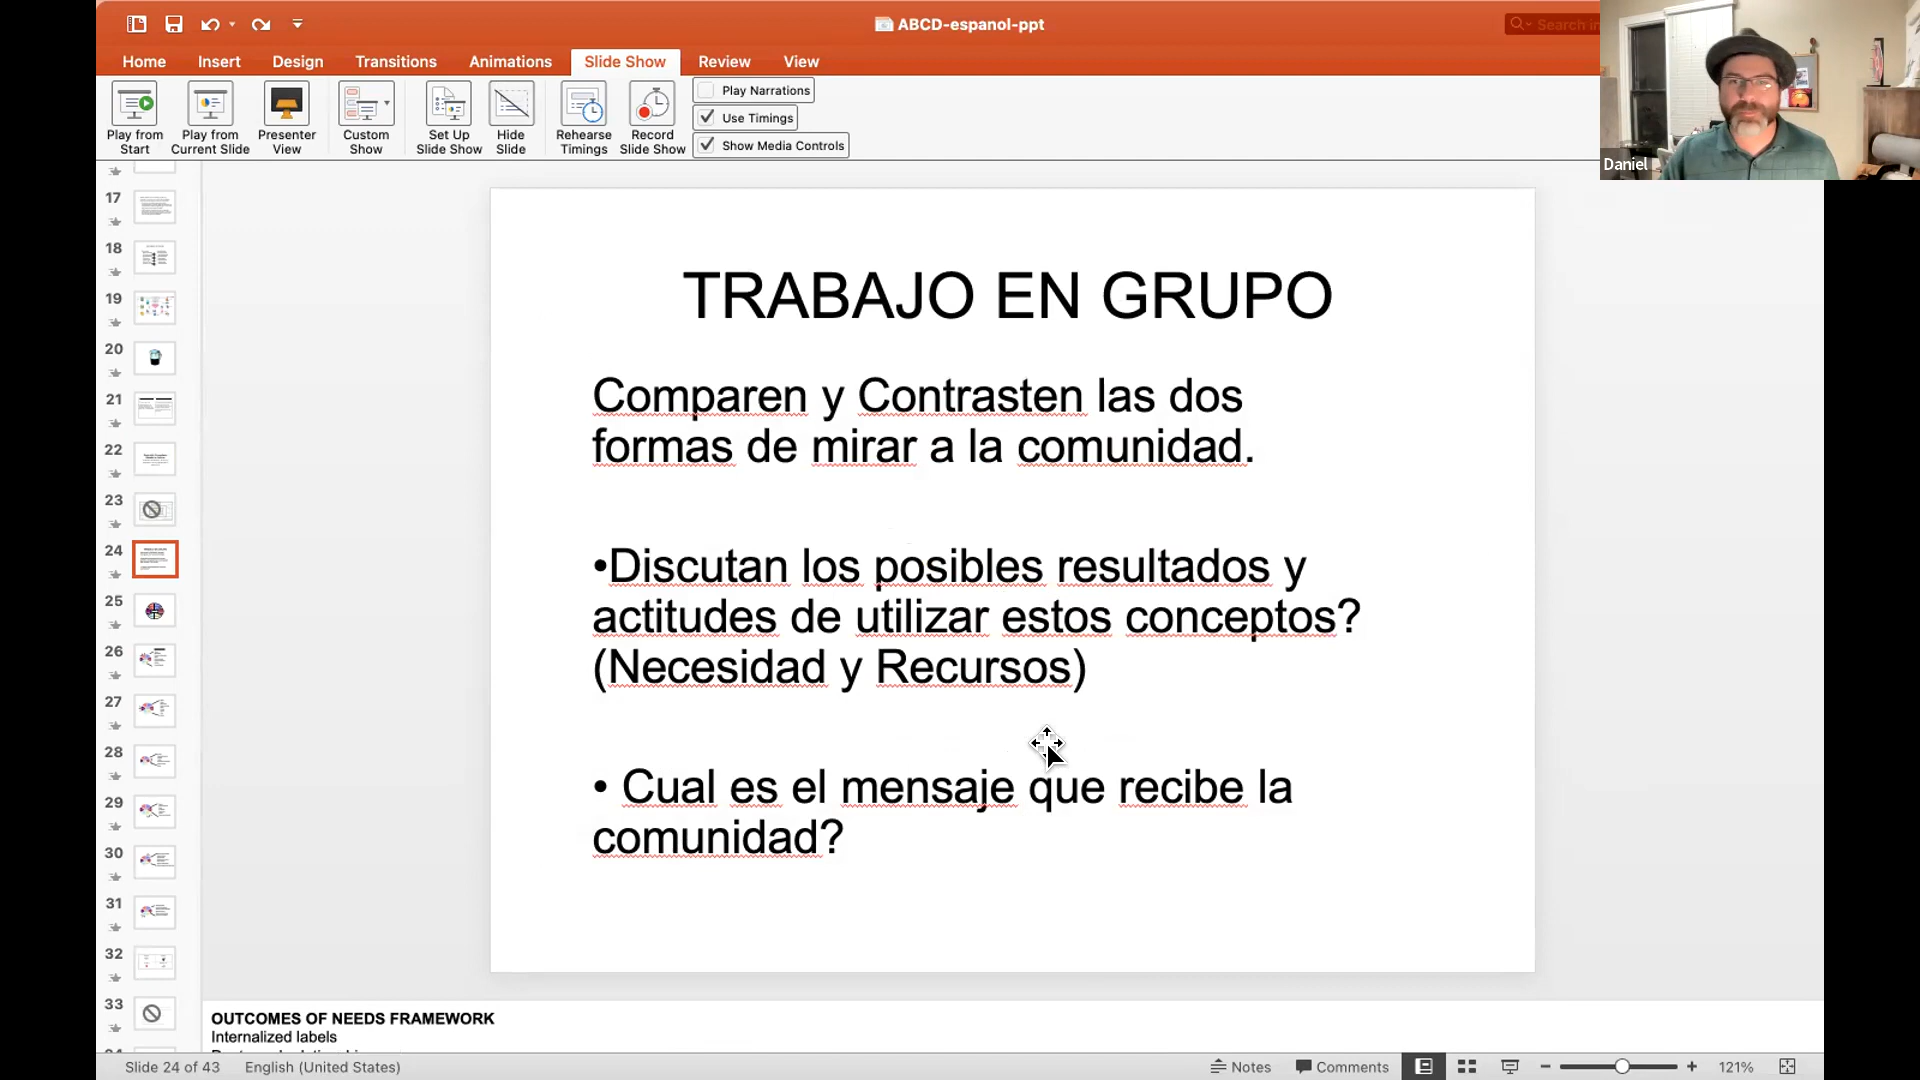 ABCD-espanol-ppt
Search in
Home Insert Design Transitions Animations Slide Show Review View
Play from Start
Play from Current Slide
Presenter View
Custom Show
Set Up Slide Show
Hide Slide
Rehearse Timings
Record Slide Show
Play Narrations
Use Timings
Show Media Controls
Daniel
17
18
19
20
21
22
23
24
25
26
27
28
29
30
31
32
33
TRABAJO EN GRUPO
Comparen y Contrasten las dos
formas de mirar a la comunidad.
•Discutan los posibles resultados y
actitudes de utilizar estos conceptos?
(Necesidad y Recursos)
• Cual es el mensaje que recibe la
comunidad?
OUTCOMES OF NEEDS FRAMEWORK
Internalized labels
Slide 24 of 43 English (United States) Notes Comments 121%